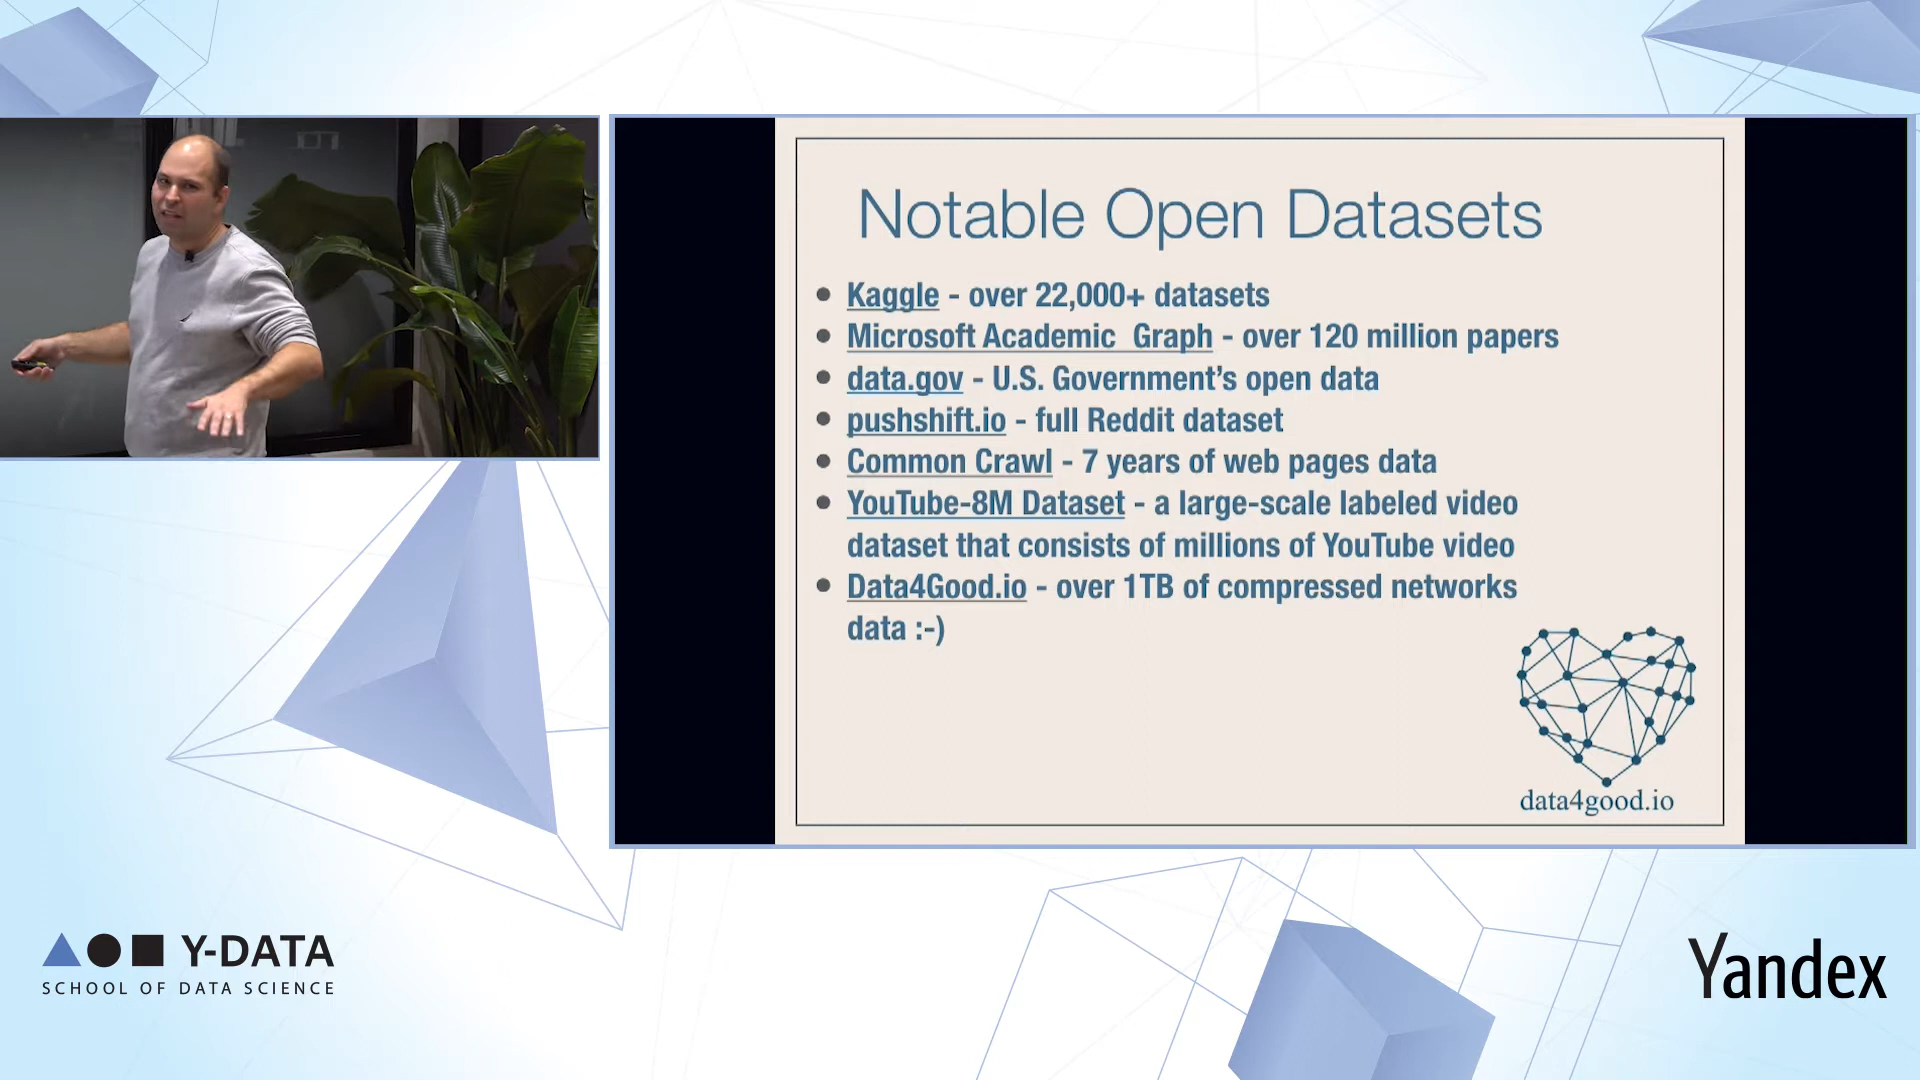 Notable Open Datasets
Kaggle - over 22,000+ datasets
Microsoft Academic Graph - over 120 million papers
data.gov - U.S. Government's open data
pushshift.io - full Reddit dataset
Common Crawl - 7 years of web pages data
YouTube-8M Dataset - a large-scale labeled video
dataset that consists of millions of YouTube video
Data4Good.io - over 1TB of compressed networks
data :-)
data4good.io
Y-DATA
SCHOOL OF DATA SCIENCE
Yandex